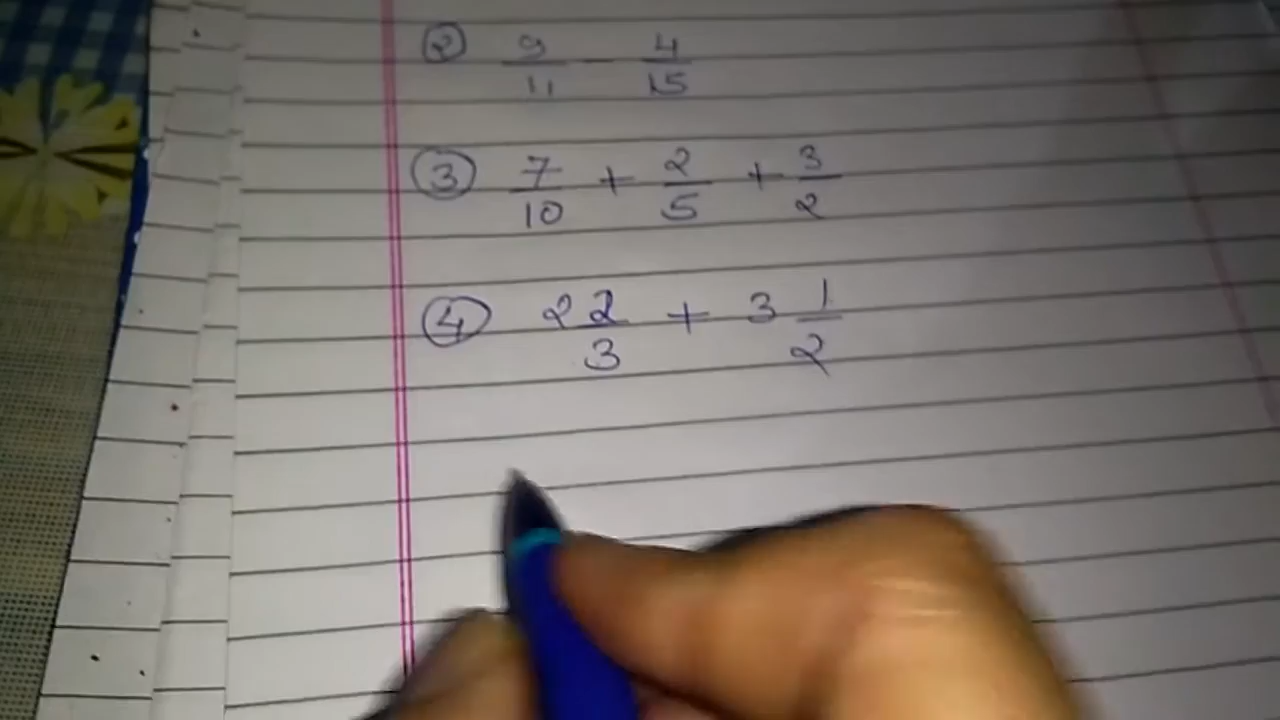 ② 9/11 - 4/15
③ 7/10 + 2/5 + 3/2
④ 2 2/3 + 3 1/2